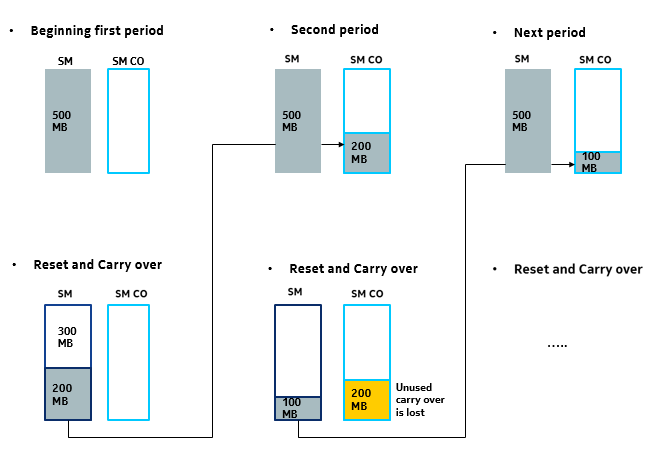 • Beginning first period
SM
SM CO
500
MB
• Second period
SM
SM CO
500
MB
200
MB
• Next period
SM
SM CO
500
MB
100
MB
• Reset and Carry over
SM
SM CO
300
MB
200
MB
• Reset and Carry over
SM
SM CO
100
MB
200
MB
Unused
carry over
is lost
• Reset and Carry over
.....